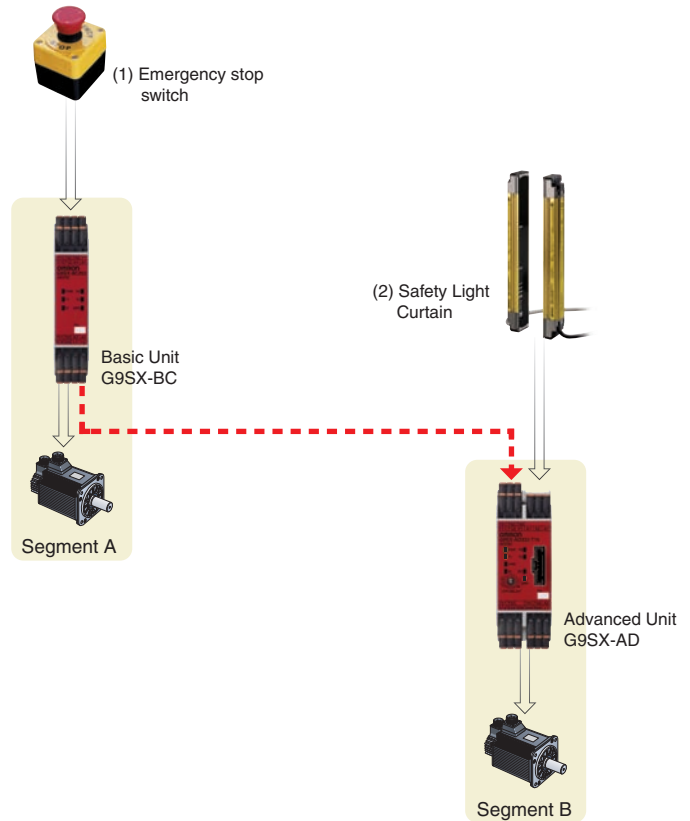 (1) Emergency stop
switch
(2) Safety Light
Curtain
Basic Unit
G9SX-BC
Segment A
Advanced Unit
G9SX-AD
Segment B